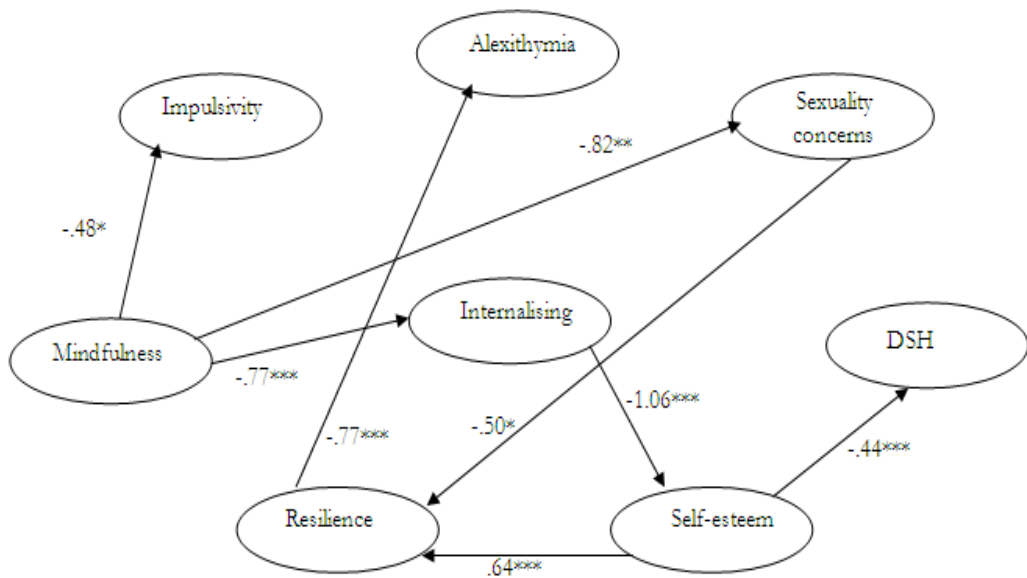 Alexithymia
Impulsivity
Sexuality
concerns
-.82**
-.48*
Internalising
Mindfulness
DSH
-.77***
-1.06***
-.77***
-.50*
-.44***
Resilience
Self-esteem
.64***